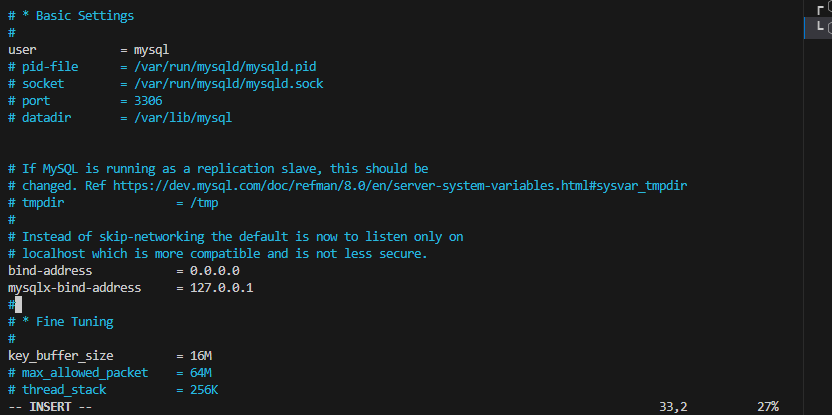 # * Basic Settings
#
user            = mysql
# pid-file      = /var/run/mysqld/mysqld.pid
# socket        = /var/run/mysqld/mysqld.sock
# port          = 3306
# datadir       = /var/lib/mysql
# If MySQL is running as a replication slave, this should be
# changed. Ref https://dev.mysql.com/doc/refman/8.0/en/server-system-variables.html#sysvar_tmpdir
# tmpdir                = /tmp
#
# Instead of skip-networking the default is now to listen only on
# localhost which is more compatible and is not less secure.
bind-address            = 0.0.0.0
mysqlx-bind-address     = 127.0.0.1
#
# * Fine Tuning
#
key_buffer_size         = 16M
# max_allowed_packet    = 64M
# thread_stack          = 256K
-- INSERT --                                                                                 33,2          27%